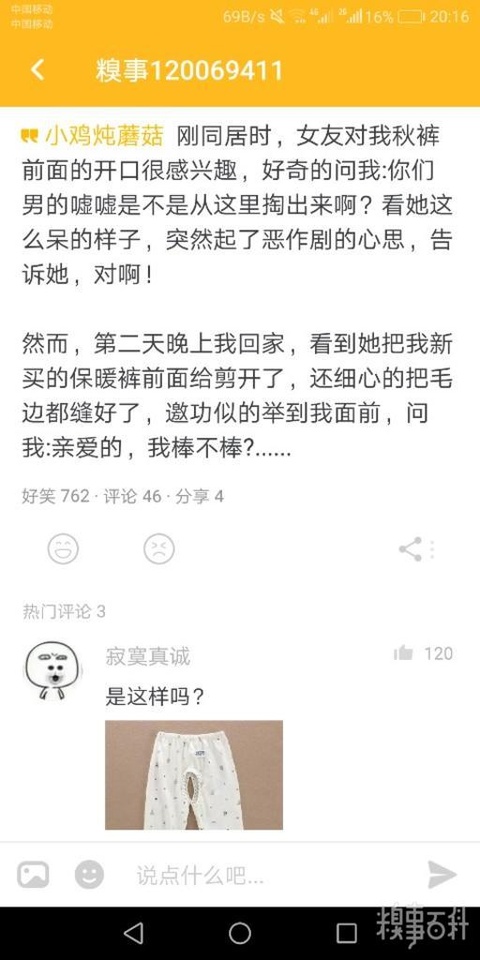 中国移动
中国移动
69B/s 4G 2G 16% 20:16
糗事120069411
小鸡炖蘑菇 刚同居时，女友对我秋裤
前面的开口很感兴趣，好奇的问我:你们
男的嘘嘘是不是从这里掏出来啊？看她这
么呆的样子，突然起了恶作剧的心思，告
诉她，对啊！
然而，第二天晚上我回家，看到她把我新
买的保暖裤前面给剪开了，还细心的把毛
边都缝好了，邀功似的举到我面前，问
我:亲爱的，我棒不棒?......
好笑 762 · 评论 46 · 分享 4
热门评论 3
寂寞真诚
120
是这样吗？
说点什么吧...
糗事百科